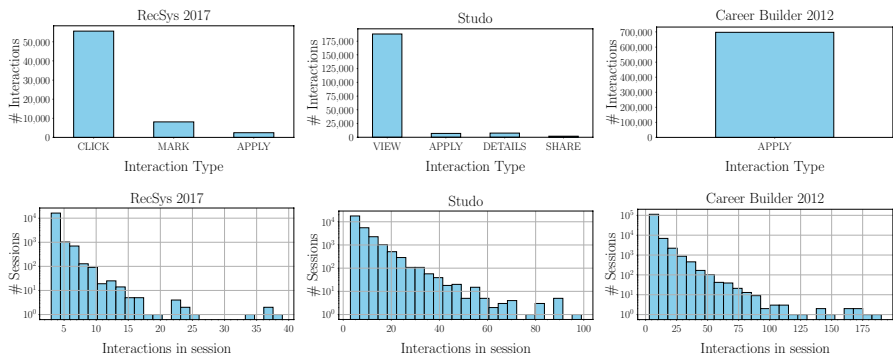 RecSys 2017
# Interactions
50,000
40,000
30,000
20,000
10,000
0
CLICK MARK APPLY
Interaction Type
Studo
# Interactions
175,000
150,000
125,000
100,000
75,000
50,000
25,000
0
VIEW APPLY DETAILS SHARE
Interaction Type
Career Builder 2012
# Interactions
700,000
600,000
500,000
400,000
300,000
200,000
100,000
0
APPLY
Interaction Type
RecSys 2017
# Sessions
10^4
10^3
10^2
10^1
10^0
5 10 15 20 25 30 35 40
Interactions in session
Studo
# Sessions
10^4
10^3
10^2
10^1
10^0
0 20 40 60 80 100
Interactions in session
Career Builder 2012
# Sessions
10^5
10^4
10^3
10^2
10^1
10^0
0 25 50 75 100 125 150 175
Interactions in session